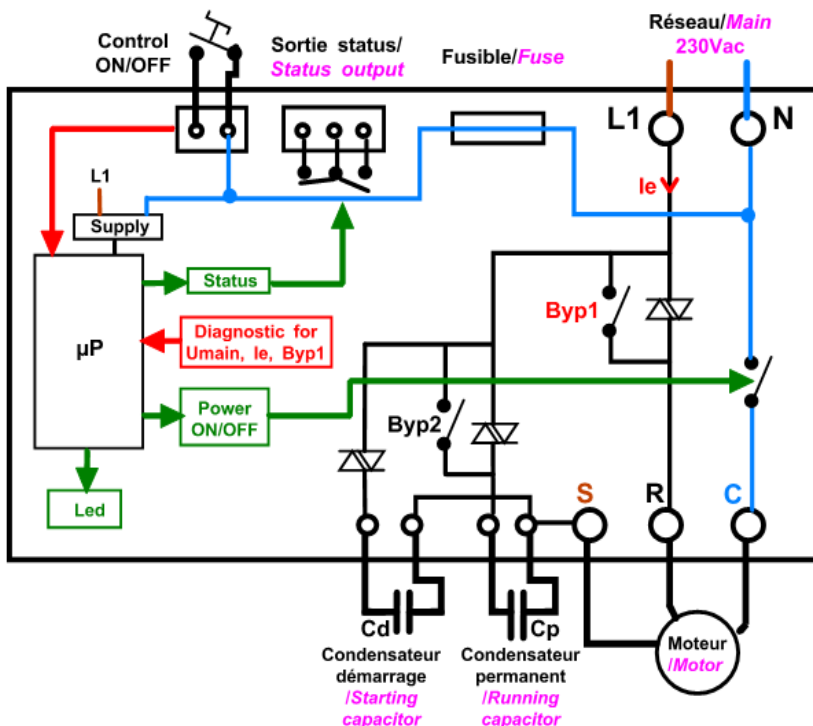 Control
ON/OFF
Sortie status/
Status output
Fusible/Fuse
Réseau/Main
230Vac
L1
N
L1
Ie
Supply
Status
Byp1
µP
Diagnostic for
Umain, Ie, Byp1
Power
ON/OFF
Byp2
Led
S
R
C
Cd
Cp
Condensateur
démarrage
/Starting
capacitor
Condensateur
permanent
/Running
capacitor
Moteur
/Motor